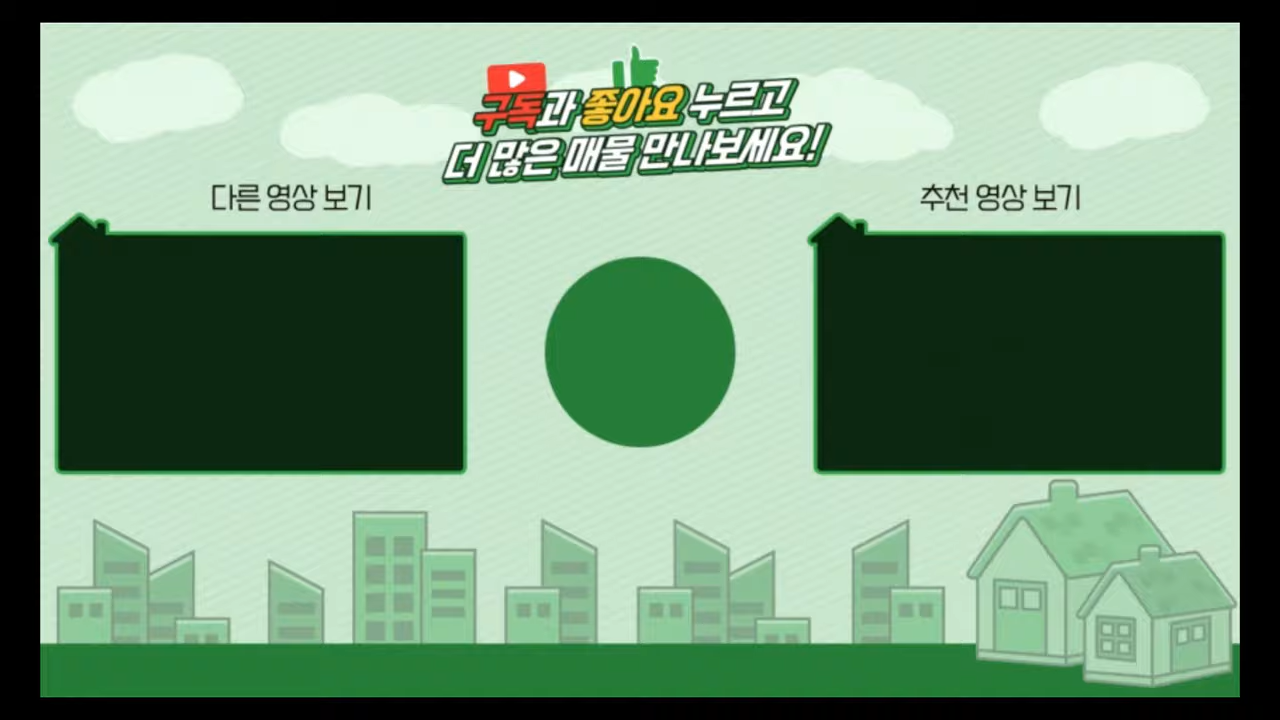 구독과 좋아요 누르고
더 많은 매물 만나보세요!
다른 영상 보기
추천 영상 보기